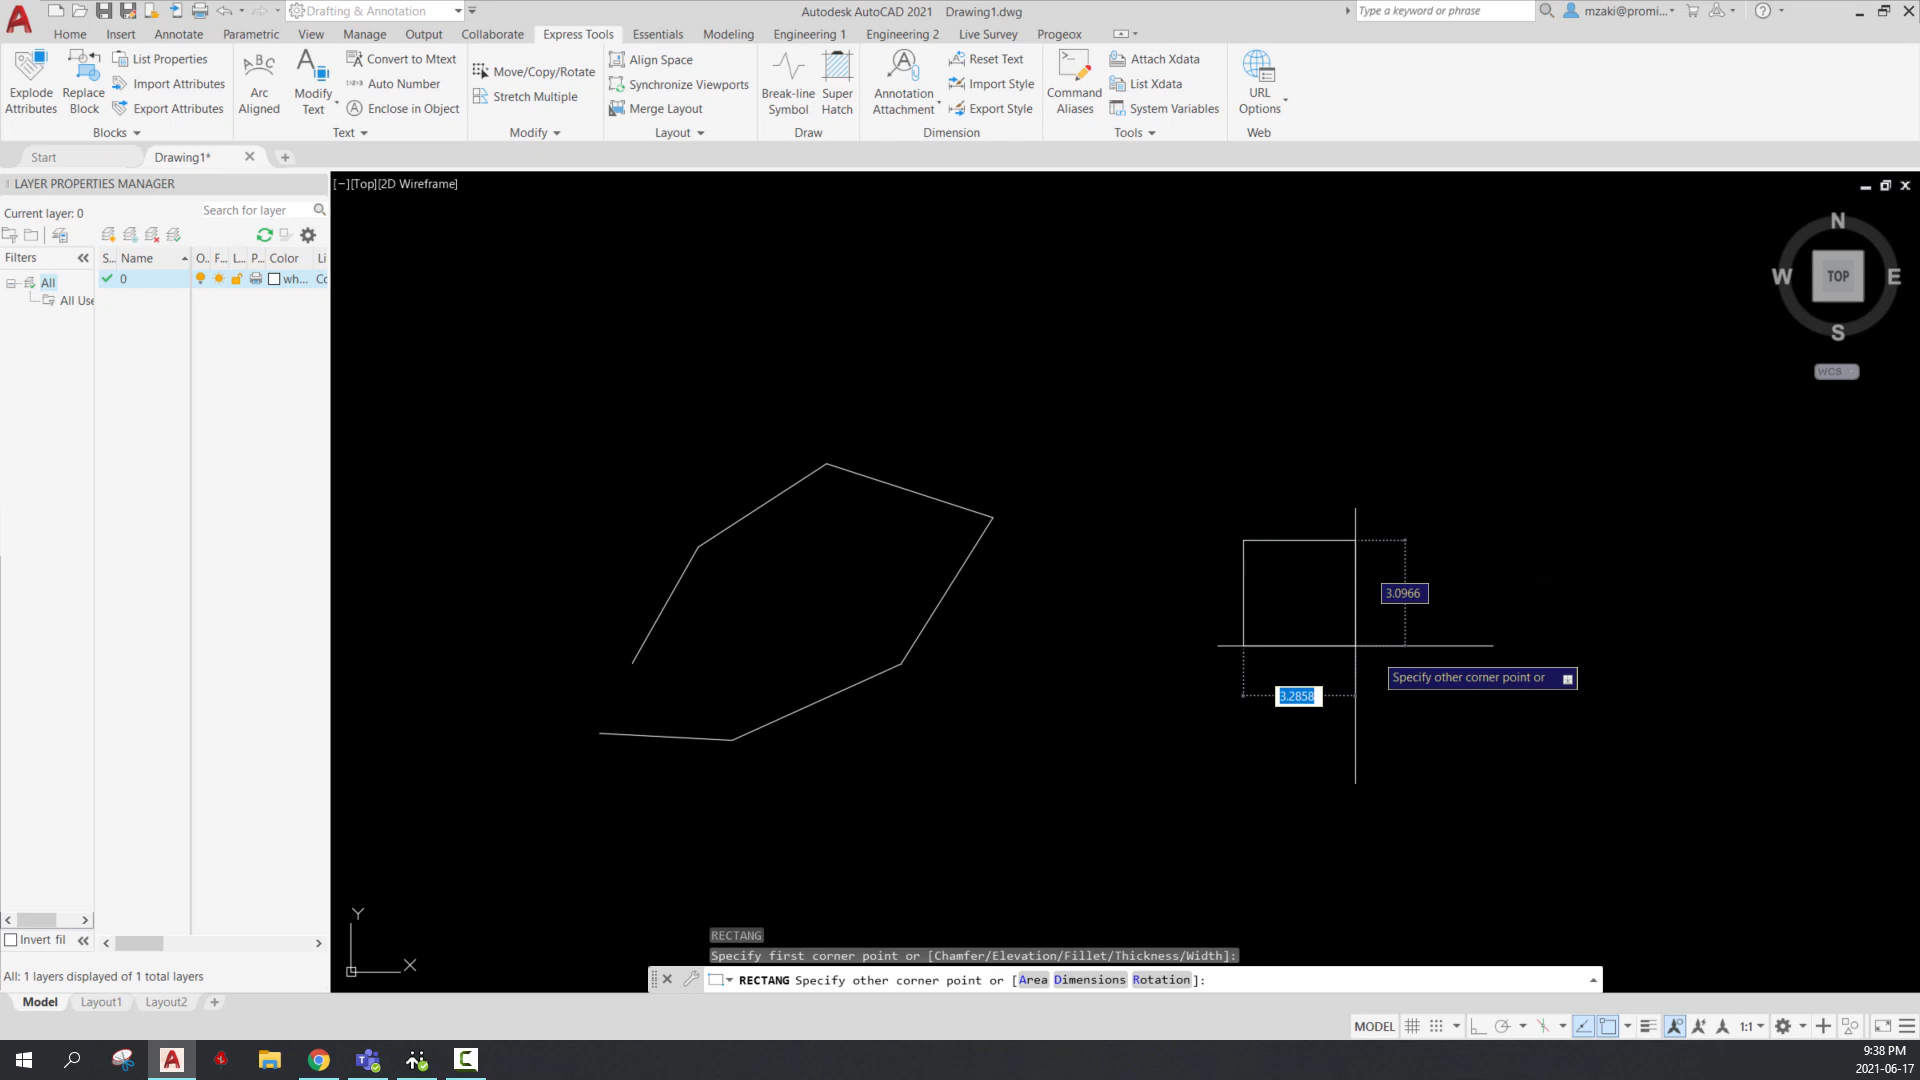 Drafting & Annotation
Autodesk AutoCAD 2021 Drawing1.dwg
Type a keyword or phrase
mzaki@promi...
Home Insert Annotate Parametric View Manage Output Collaborate Express Tools Essentials Modeling Engineering 1 Engineering 2 Live Survey Progeox
Explode Attributes
Replace Block
List Properties
Import Attributes
Export Attributes
Blocks
ABC
Arc Aligned
Modify Text
Convert to Mtext
Auto Number
Enclose in Object
Text
Move/Copy/Rotate
Stretch Multiple
Modify
Align Space
Synchronize Viewports
Merge Layout
Layout
Break-line Symbol
Super Hatch
Draw
Annotation Attachment
Reset Text
Import Style
Export Style
Dimension
Command Aliases
Attach Xdata
List Xdata
System Variables
Tools
URL Options
Web
Start
Drawing1*
LAYER PROPERTIES MANAGER
Current layer: 0
Search for layer
Filters
S.. Name O. F.. L.. P.. Color Li
All
0 wh... Co
All Use
[−][Top][2D Wireframe]
N
W TOP E
S
WCS
3.0966
Specify other corner point or
3.2858
Y
X
Invert fil
All: 1 layers displayed of 1 total layers
RECTANG
Specify first corner point or [Chamfer/Elevation/Fillet/Thickness/Width]:
RECTANG Specify other corner point or [Area Dimensions Rotation]:
Model Layout1 Layout2
MODEL 1:1
9:38 PM
2021-06-17